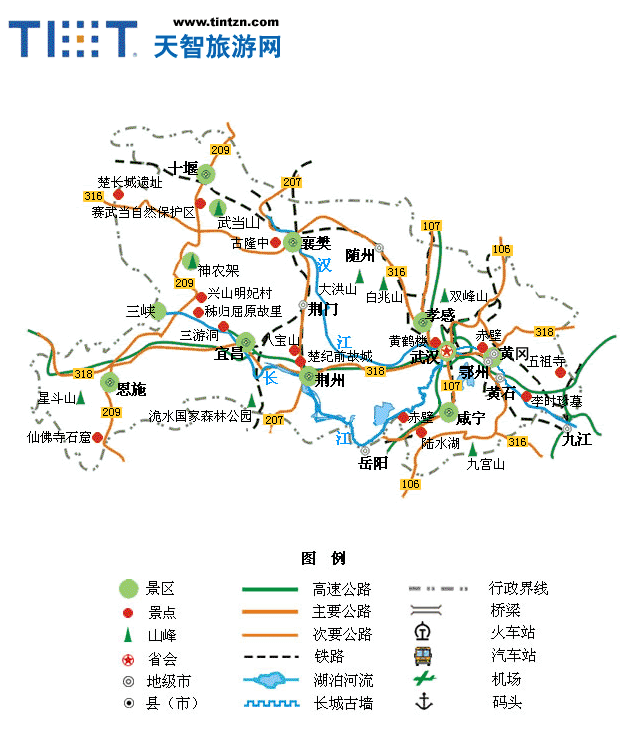 www.tintzn.com
TINT 天智旅游网
209
十堰
楚长城遗址
207
316
赛武当自然保护区
武当山
107
古隆中
襄樊
106
随州
汉
神农架
316
大洪山
白兆山
双峰山
209
兴山明妃村
三峡
秭归屈原故里
荆门
孝感
三游洞
江
黄鹤楼
赤壁
318
宜昌
八宝山
武汉
黄冈
楚纪南故城
五祖寺
318
长
荆州
318
鄂州
恩施
107
黄石
星斗山
李时珍墓
209
流水国家森林公园
207
赤壁
咸宁
仙佛寺石窟
江
陆水湖
316
九江
岳阳
九宫山
106
图 例
景区
高速公路
行政界线
景点
主要公路
桥梁
山峰
次要公路
火车站
省会
铁路
汽车站
地级市
湖泊河流
机场
县（市）
长城古墙
码头